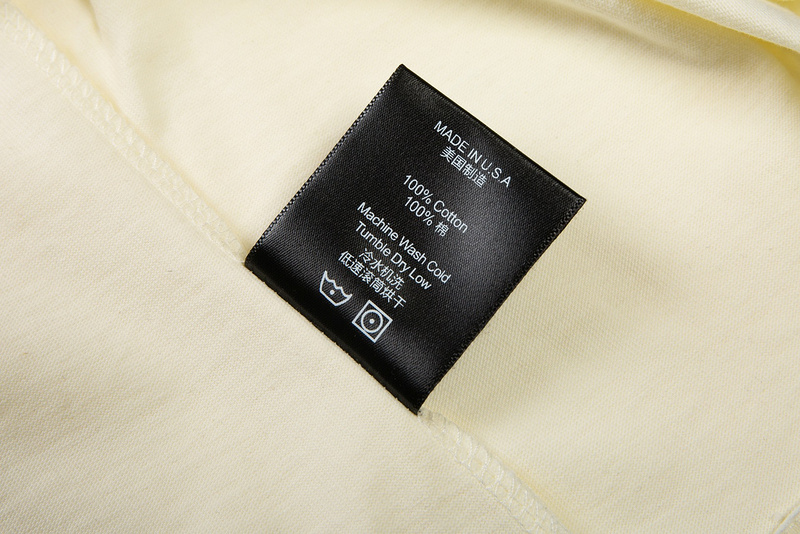 MADE IN U.S.A
美国制造
100% Cotton
100% 棉
Machine Wash Cold
Tumble Dry Low
冷水机洗
低速滚筒烘干